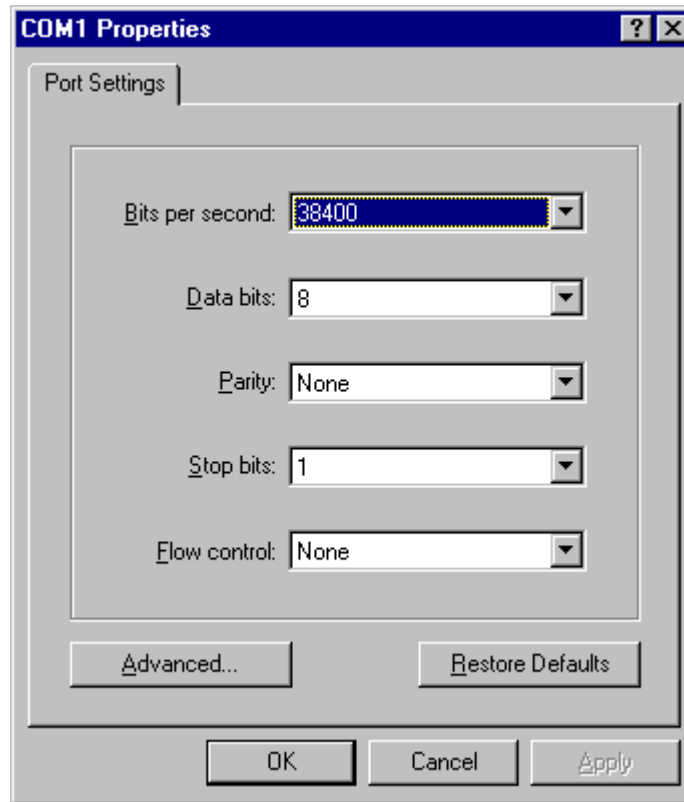 COM1 Properties
Port Settings
Bits per second: 38400
Data bits: 8
Parity: None
Stop bits: 1
Flow control: None
Advanced... Restore Defaults
OK Cancel Apply